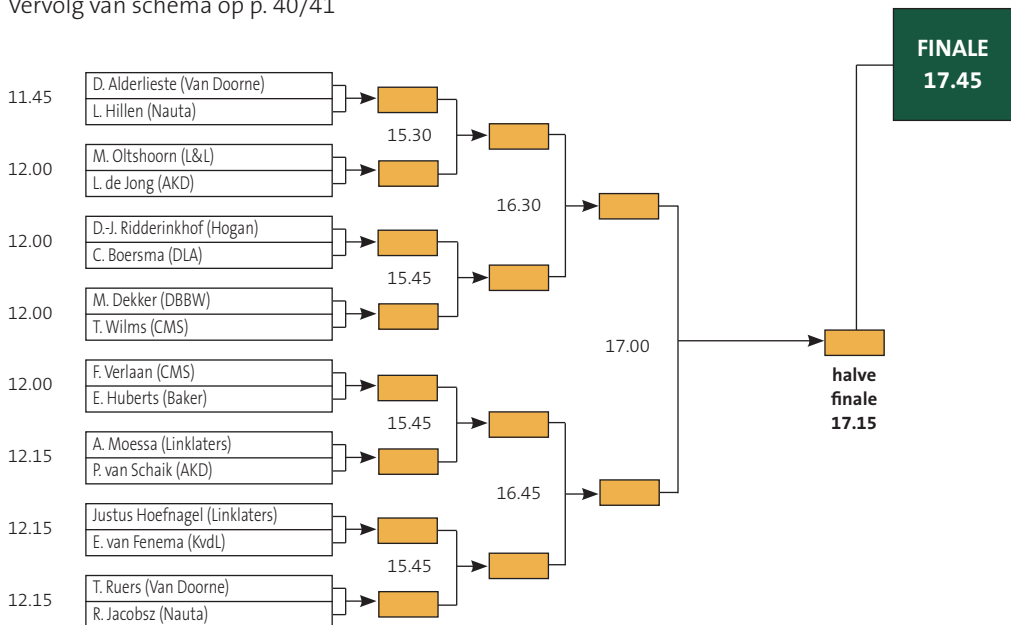 Vervolg van schema op p. 40/41
FINALE
17.45
11.45
D. Alderlieste (Van Doorne)
L. Hillen (Nauta)
15.30
12.00
M. Oltshoorn (L&L)
L. de Jong (AKD)
16.30
12.00
D.-J. Ridderinkhof (Hogan)
C. Boersma (DLA)
15.45
12.00
M. Dekker (DBBW)
T. Wilms (CMS)
17.00
12.00
F. Verlaan (CMS)
E. Huberts (Baker)
15.45
12.15
A. Moessa (Linklaters)
P. van Schaik (AKD)
16.45
12.15
Justus Hoefnagel (Linklaters)
E. van Fenema (KvdL)
15.45
12.15
T. Ruers (Van Doorne)
R. Jacobsz (Nauta)
halve
finale
17.15